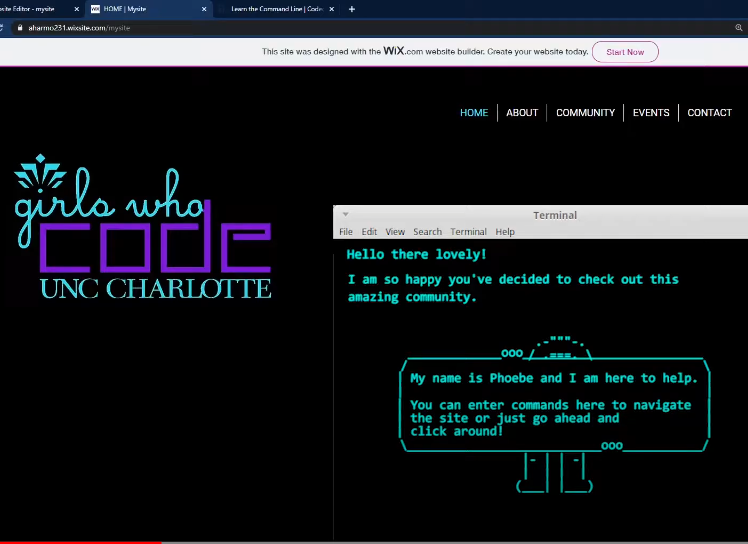 site Editor - mysite
HOME | Mysite
Learn the Command Line | Codec
aharmo231.wixsite.com/mysite
This site was designed with the WiX.com website builder. Create your website today.
Start Now
HOME
ABOUT
COMMUNITY
EVENTS
CONTACT
girls who
code
UNC CHARLOTTE
Terminal
File Edit View Search Terminal Help
Hello there lovely!
I am so happy you've decided to check out this
amazing community.
My name is Phoebe and I am here to help.
You can enter commands here to navigate
the site or just go ahead and
click around!